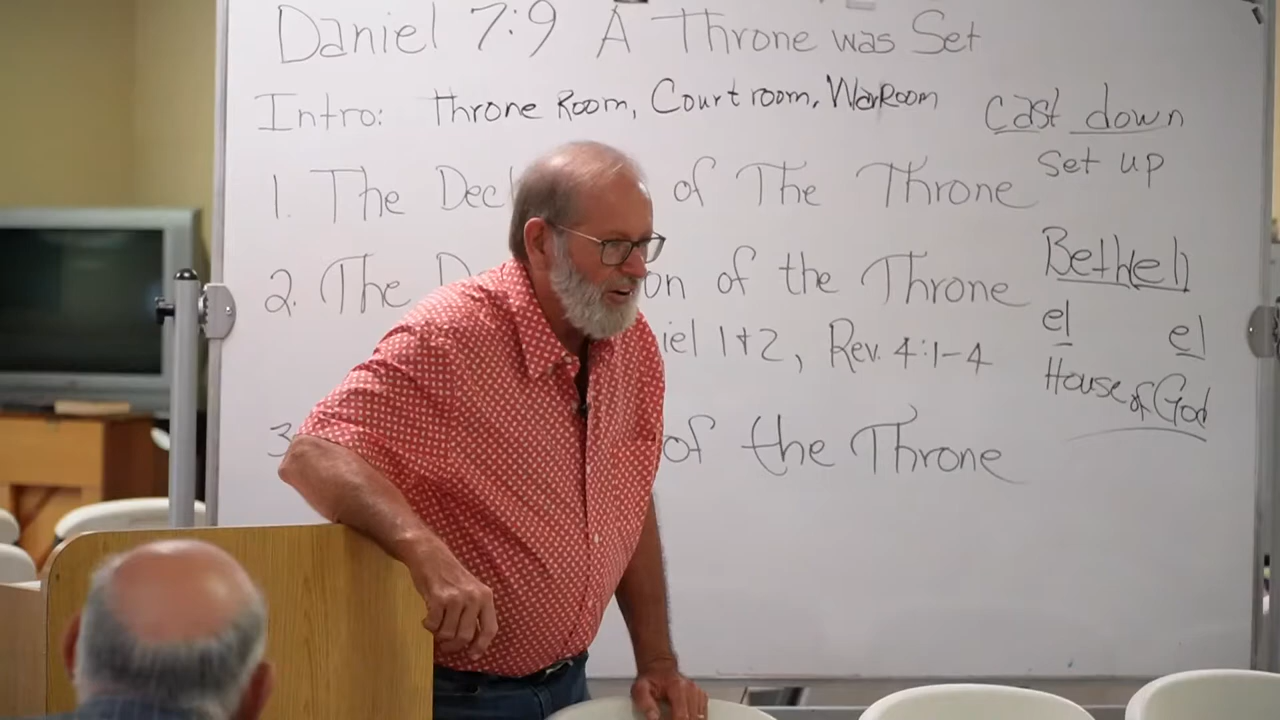 Daniel 7:9 A Throne was Set
Intro: Throne Room, Courtroom, WarRoom
cast down
set up
1. The Decl of The Throne
2. The D on of the Throne
iel 1+2, Rev. 4:1-4
3 of the Throne
Bethel
el el
House of God